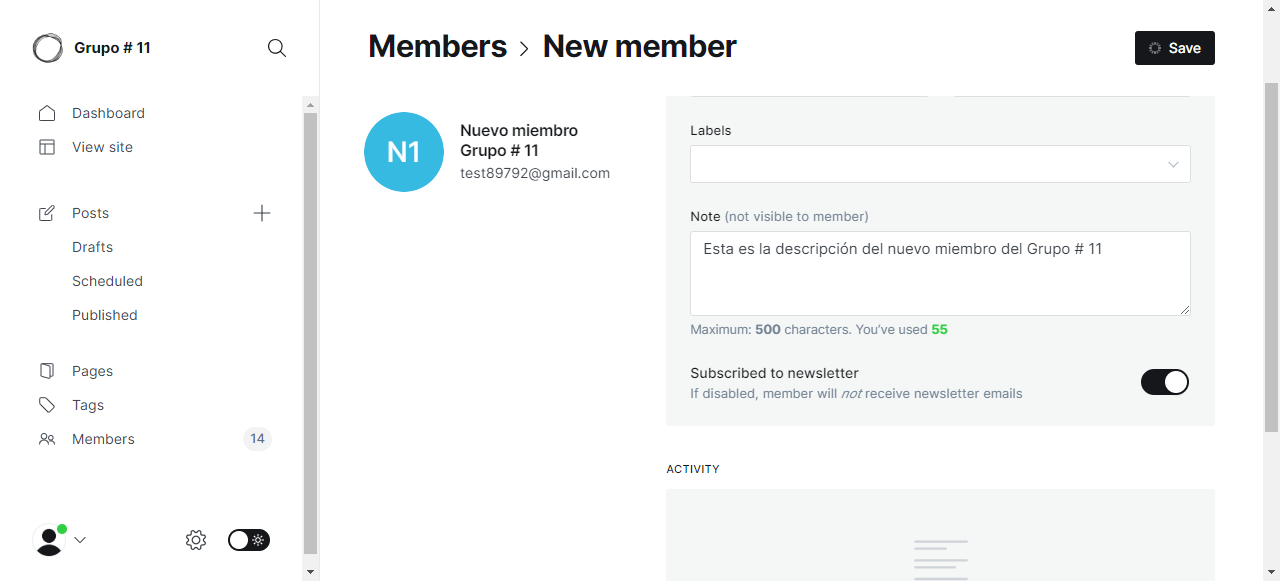 Grupo # 11
Members > New member
Save
Dashboard
View site
Posts
Drafts
Scheduled
Published
Pages
Tags
Members 14
N1
Nuevo miembro
Grupo # 11
test89792@gmail.com
Labels
Note (not visible to member)
Esta es la descripción del nuevo miembro del Grupo # 11
Maximum: 500 characters. You’ve used 55
Subscribed to newsletter
If disabled, member will not receive newsletter emails
ACTIVITY